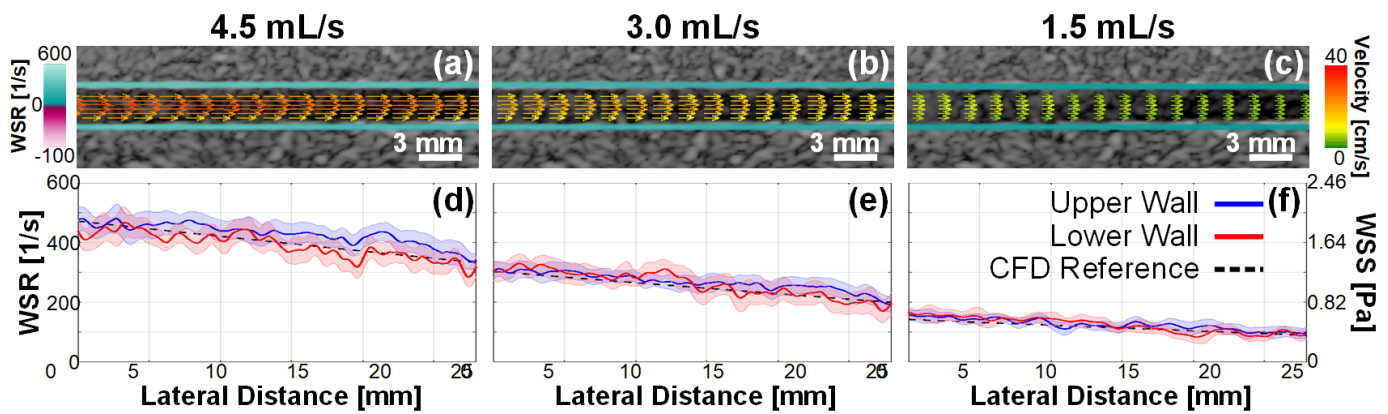 4.5 mL/s
3.0 mL/s
1.5 mL/s
WSR [1/s]
600
0
-100
(a)
3 mm
(b)
3 mm
(c)
3 mm
40
0
Velocity [cm/s]
WSR [1/s]
600
400
200
0
(d)
(e)
(f)
Upper Wall
Lower Wall
CFD Reference
2.46
1.64
0.82
0
WSS [Pa]
0 5 10 15 20 25
0 5 10 15 20 25
5 10 15 20 25
Lateral Distance [mm]
Lateral Distance [mm]
Lateral Distance [mm]